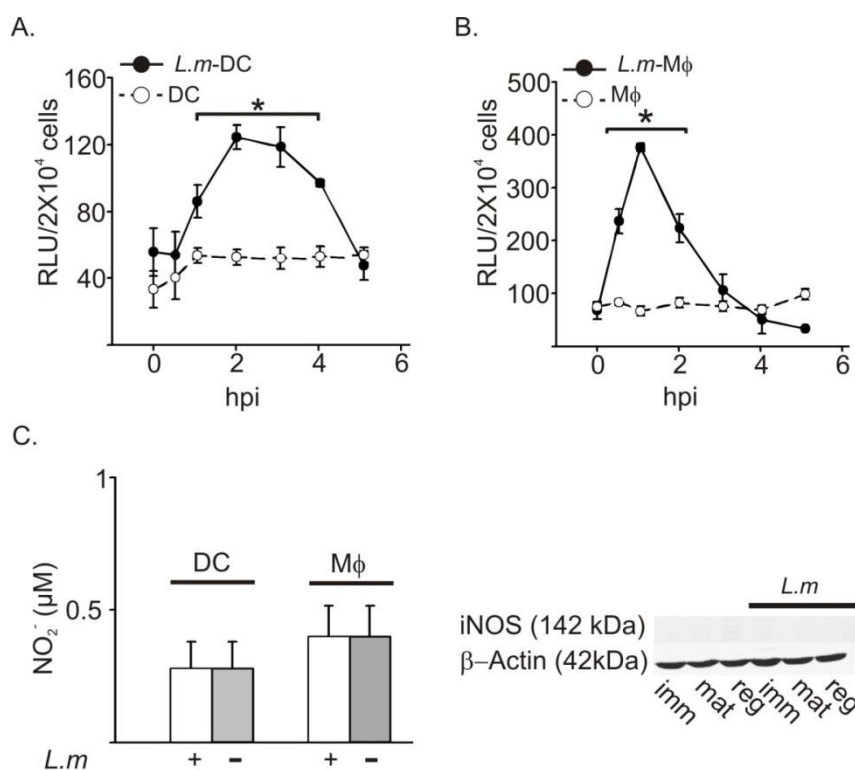 A.
L.m-DC
DC
RLU/2X10⁴ cells
160
120
80
40
*
0 2 4 6
hpi
B.
L.m-Mϕ
Mϕ
RLU/2X10⁴ cells
500
400
300
200
100
*
0 2 4 6
hpi
C.
NO₂⁻ (µM)
1
0.5
DC Mϕ
L.m + - + -
L.m
iNOS (142 kDa)
β–Actin (42kDa)
imm mat reg imm mat reg